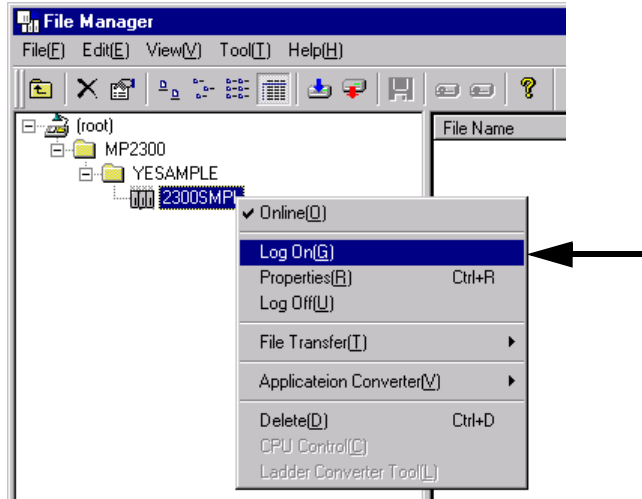 File Manager
File(F) Edit(E) View(V) Tool(T) Help(H)
(root)
File Name
MP2300
YESAMPLE
2300SMPL
Online(O)
Log On(G)
Properties(R) Ctrl+R
Log Off(U)
File Transfer(T)
Applicateion Converter(V)
Delete(D) Ctrl+D
CPU Control(C)
Ladder Converter Tool(L)